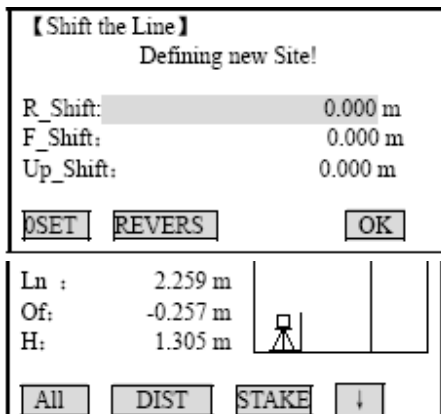 【Shift the Line】
Defining new Site!
R_Shift: 0.000 m
F_Shift: 0.000 m
Up_Shift: 0.000 m
0SET REVERS OK
Ln : 2.259 m
Of: -0.257 m
H: 1.305 m
All DIST STAKE ↓